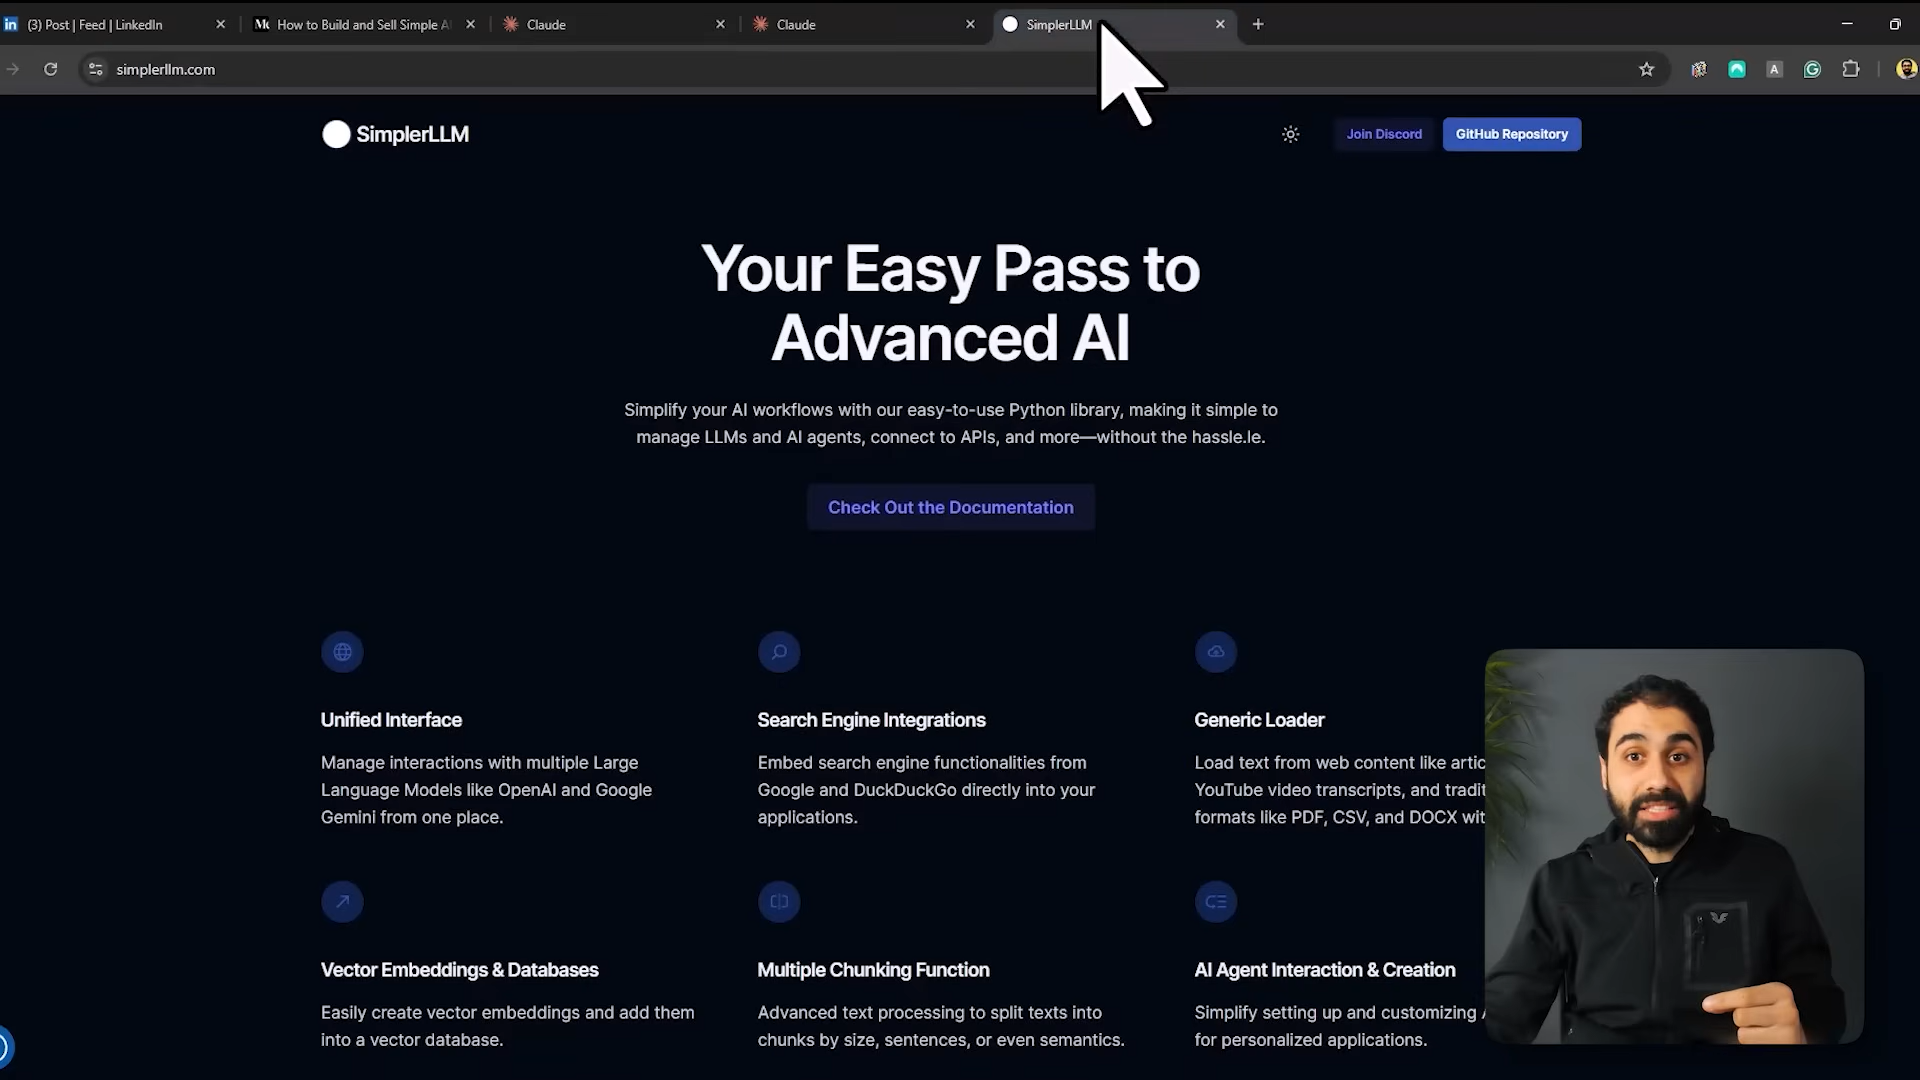 (3) Post | Feed | LinkedIn
How to Build and Sell Simple A
Claude
Claude
SimplerLLM
simplerllm.com
SimplerLLM
Join Discord
GitHub Repository
Your Easy Pass to
Advanced AI
Simplify your AI workflows with our easy-to-use Python library, making it simple to
manage LLMs and AI agents, connect to APIs, and more—without the hassle.le.
Check Out the Documentation
Unified Interface
Manage interactions with multiple Large
Language Models like OpenAI and Google
Gemini from one place.
Search Engine Integrations
Embed search engine functionalities from
Google and DuckDuckGo directly into your
applications.
Generic Loader
Load text from web content like artic
YouTube video transcripts, and tradit
formats like PDF, CSV, and DOCX wit
Vector Embeddings & Databases
Easily create vector embeddings and add them
into a vector database.
Multiple Chunking Function
Advanced text processing to split texts into
chunks by size, sentences, or even semantics.
AI Agent Interaction & Creation
Simplify setting up and customizing A
for personalized applications.